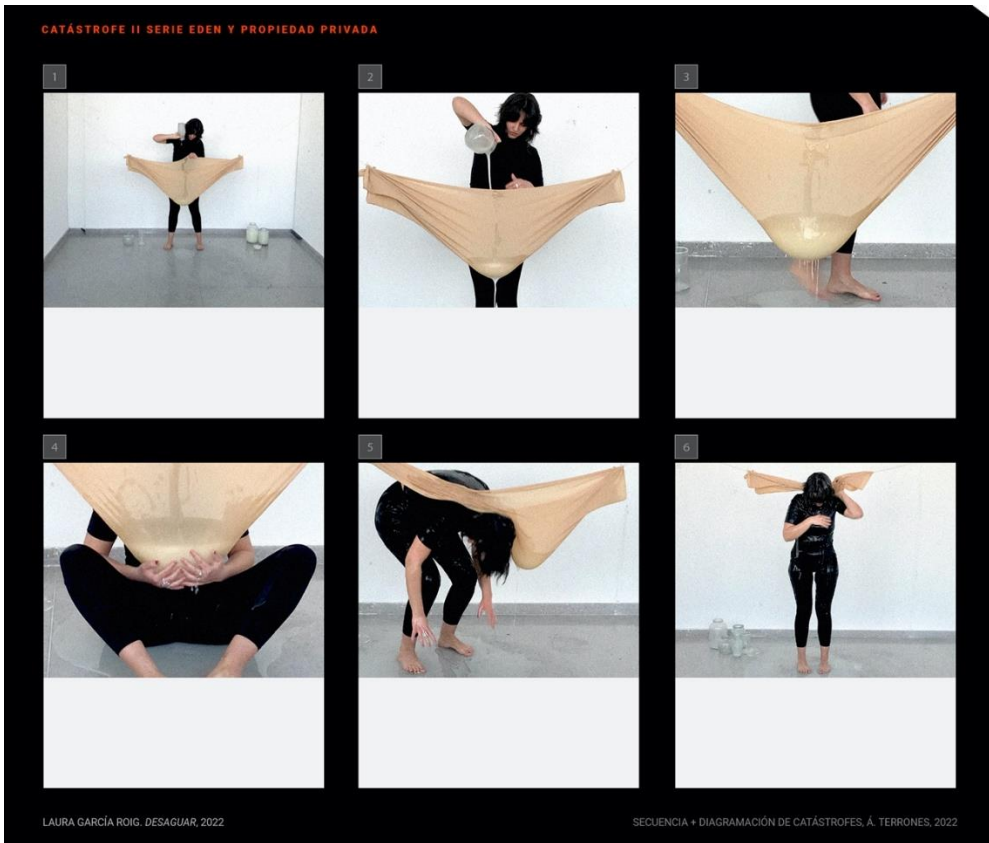 CATÁSTROFE II SERIE EDEN Y PROPIEDAD PRIVADA
1
2
3
4
5
6
LAURA GARCÍA ROIG. DESAGUAR, 2022
SECUENCIA + DIAGRAMACIÓN DE CATÁSTROFES, Á. TERRONES, 2022